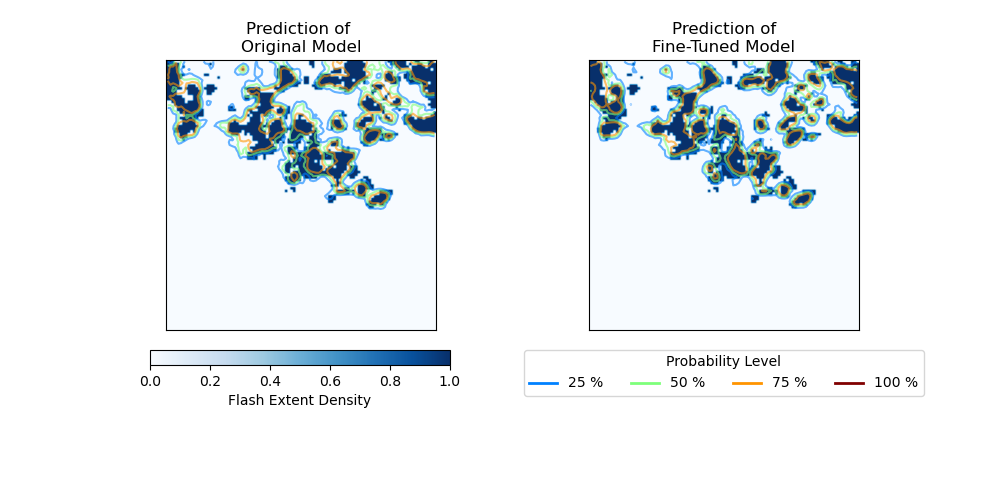 Prediction of
Original Model
Prediction of
Fine-Tuned Model
0.0 0.2 0.4 0.6 0.8 1.0
Flash Extent Density
Probability Level
25 % 50 % 75 % 100 %